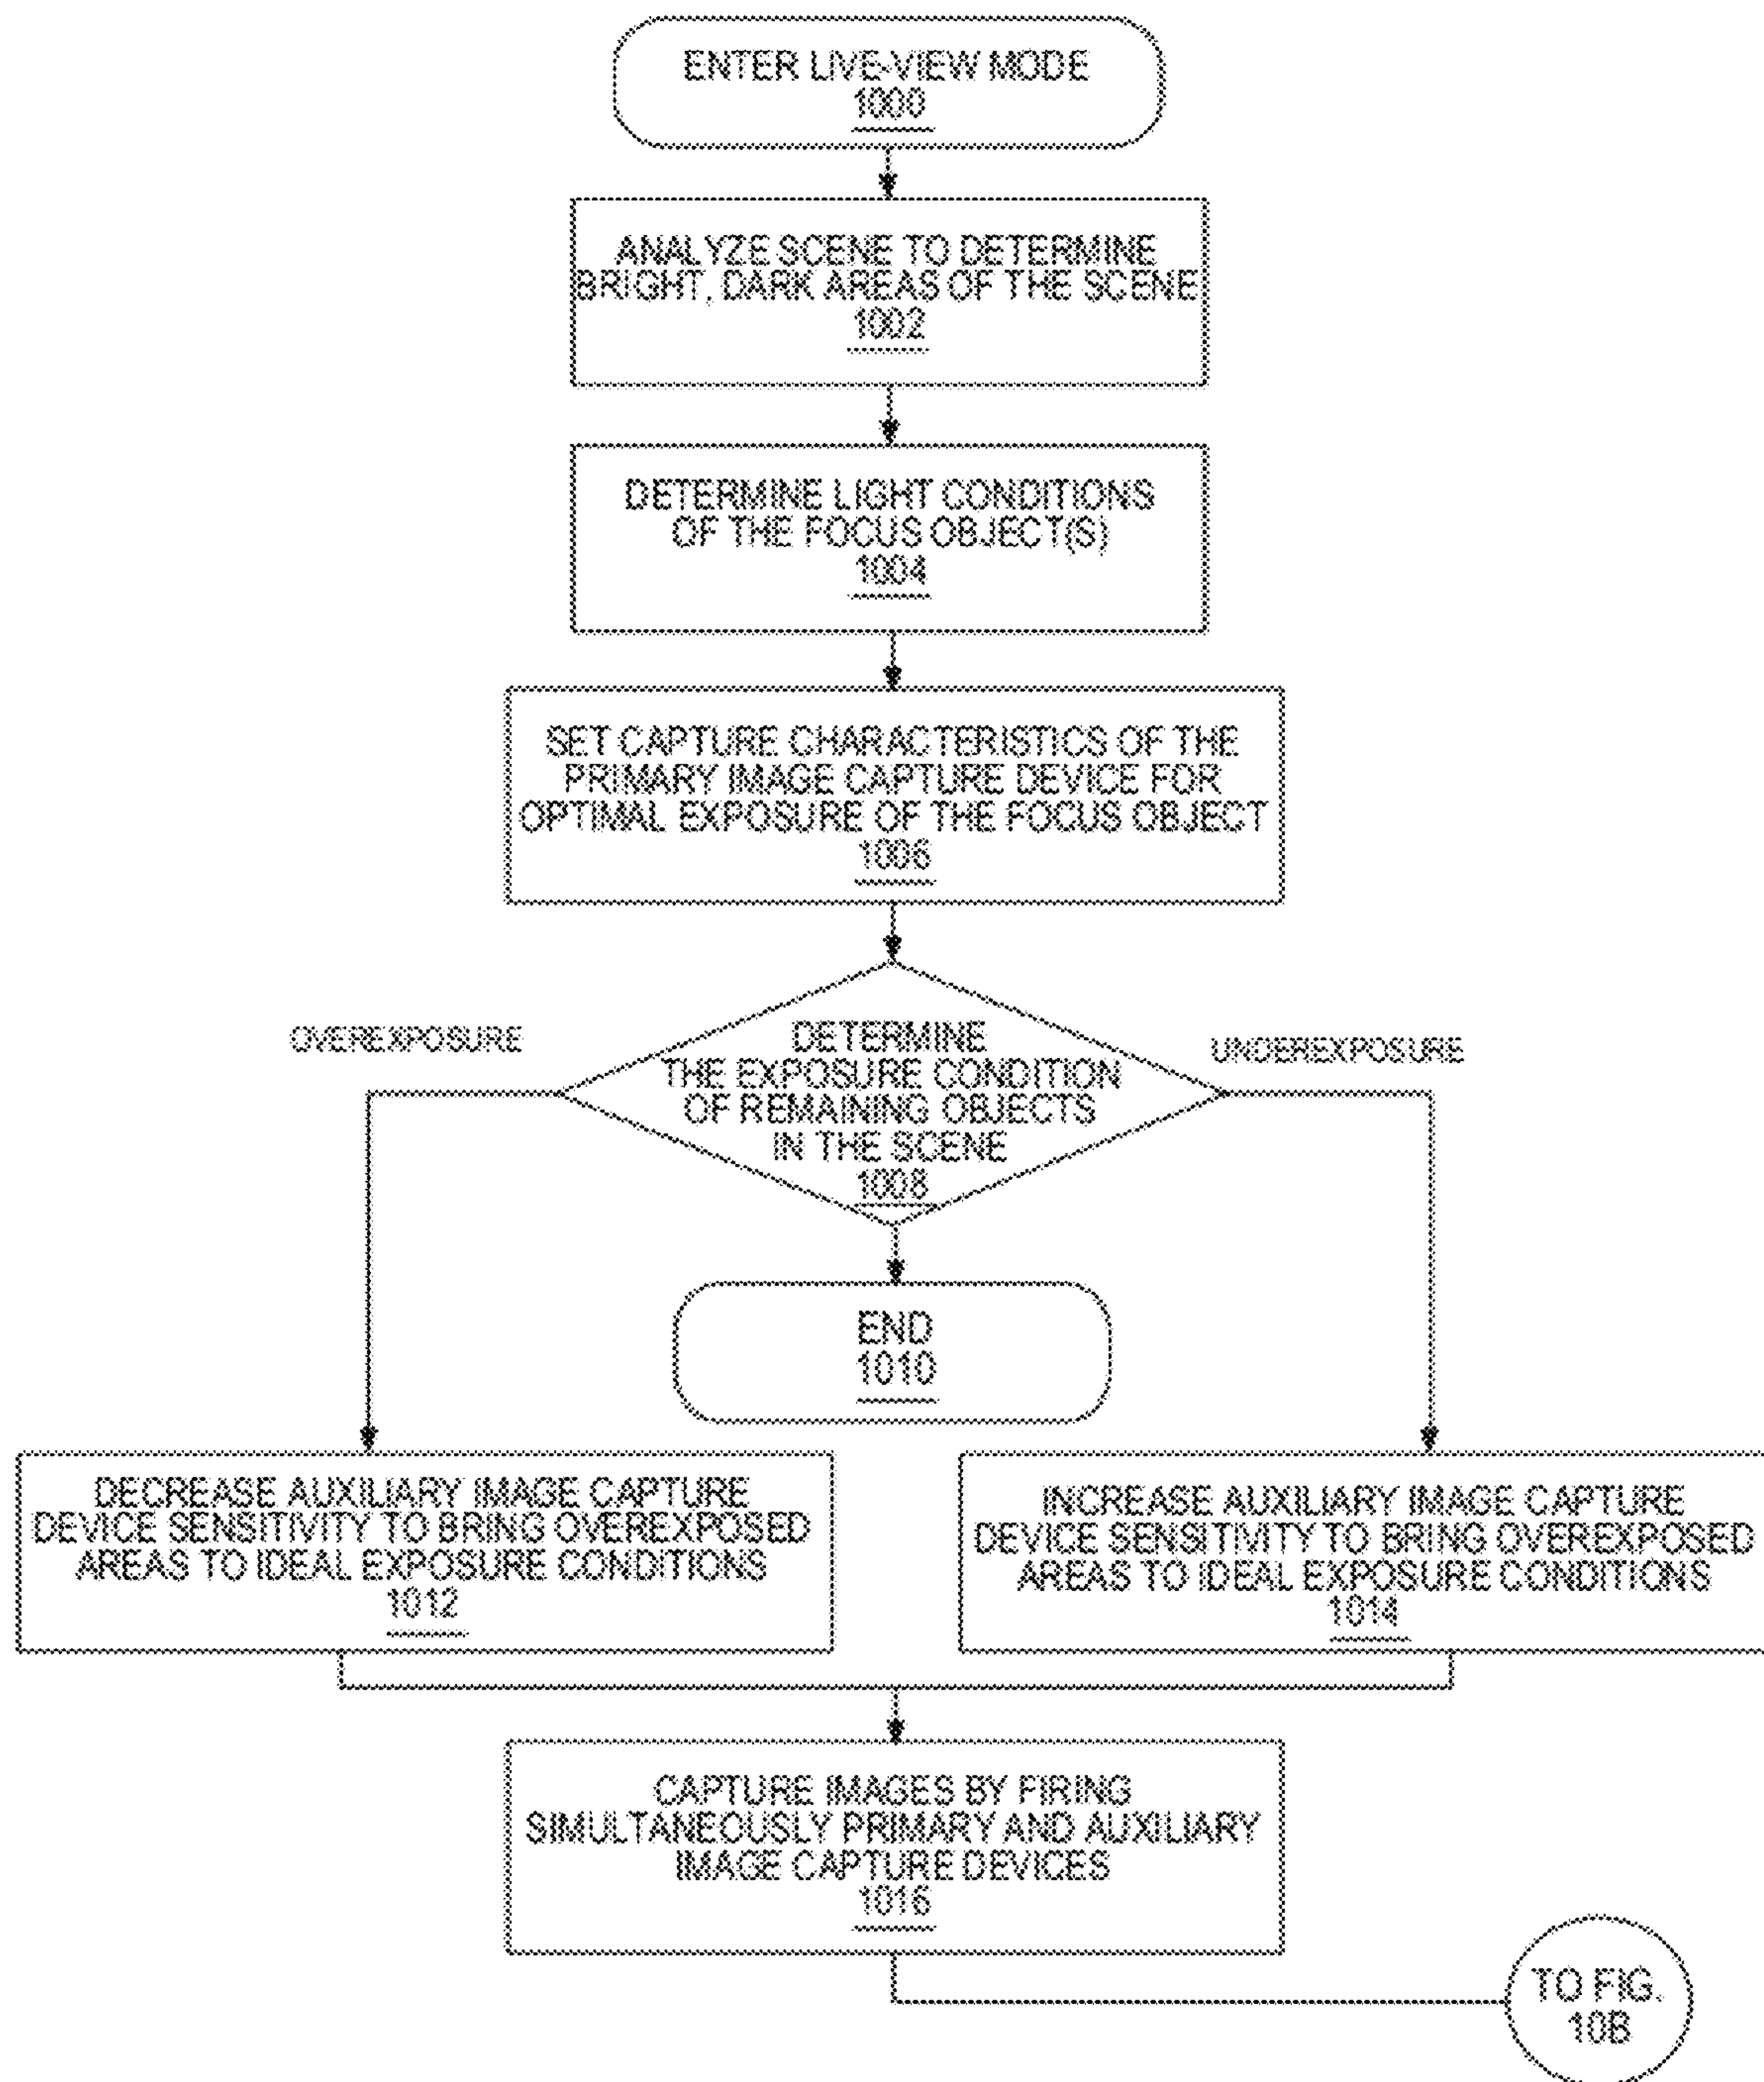 ENTER LIVE-VIEW MODE
1000
ANALYZE SCENE TO DETERMINE
BRIGHT, DARK AREAS OF THE SCENE
1002
DETERMINE LIGHT CONDITIONS
OF THE FOCUS OBJECT(S)
1004
SET CAPTURE CHARACTERISTICS OF THE
PRIMARY IMAGE CAPTURE DEVICE FOR
OPTIMAL EXPOSURE OF THE FOCUS OBJECT
1006
OVEREXPOSURE
UNDEREXPOSURE
DETERMINE
THE EXPOSURE CONDITION
OF REMAINING OBJECTS
IN THE SCENE
1008
END
1010
DECREASE AUXILIARY IMAGE CAPTURE
DEVICE SENSITIVITY TO BRING OVEREXPOSED
AREAS TO IDEAL EXPOSURE CONDITIONS
1012
INCREASE AUXILIARY IMAGE CAPTURE
DEVICE SENSITIVITY TO BRING OVEREXPOSED
AREAS TO IDEAL EXPOSURE CONDITIONS
1014
CAPTURE IMAGES BY FIRING
SIMULTANEOUSLY PRIMARY AND AUXILIARY
IMAGE CAPTURE DEVICES
1016
TO FIG.
10B